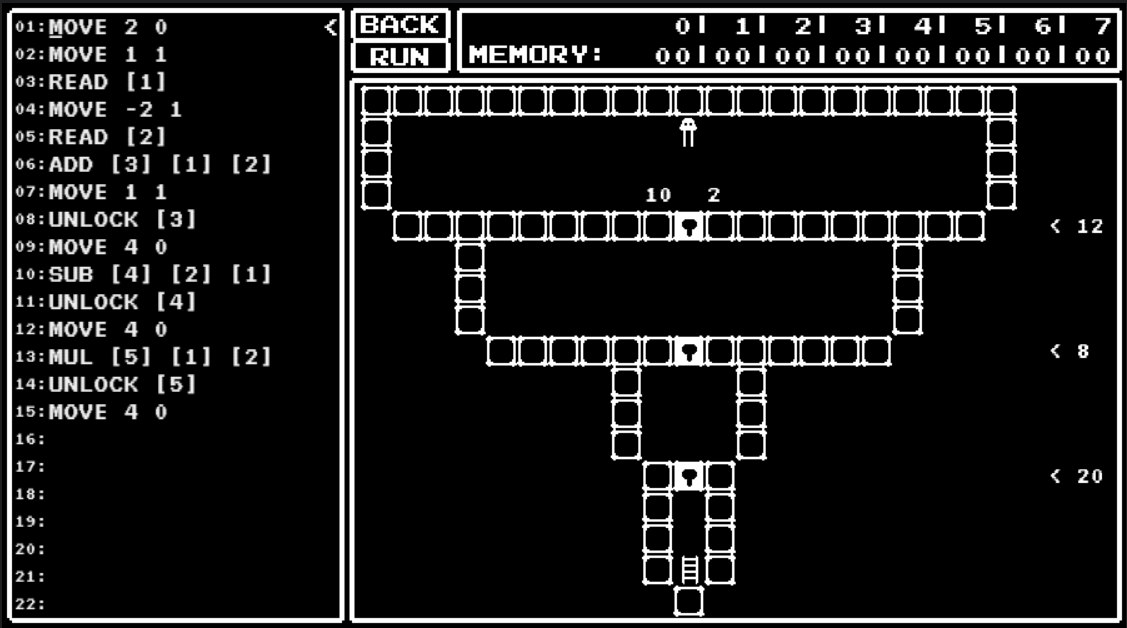 01:MOVE 2 0 <
02:MOVE 1 1
03:READ [1]
04:MOVE -2 1
05:READ [2]
06:ADD [3] [1] [2]
07:MOVE 1 1
08:UNLOCK [3]
09:MOVE 4 0
10:SUB [4] [2] [1]
11:UNLOCK [4]
12:MOVE 4 0
13:MUL [5] [1] [2]
14:UNLOCK [5]
15:MOVE 4 0
16:
17:
18:
19:
20:
21:
22:
BACK
RUN
0| 1| 2| 3| 4| 5| 6| 7
MEMORY: 00|00|00|00|00|00|00|00
10 2
< 12
< 8
< 20